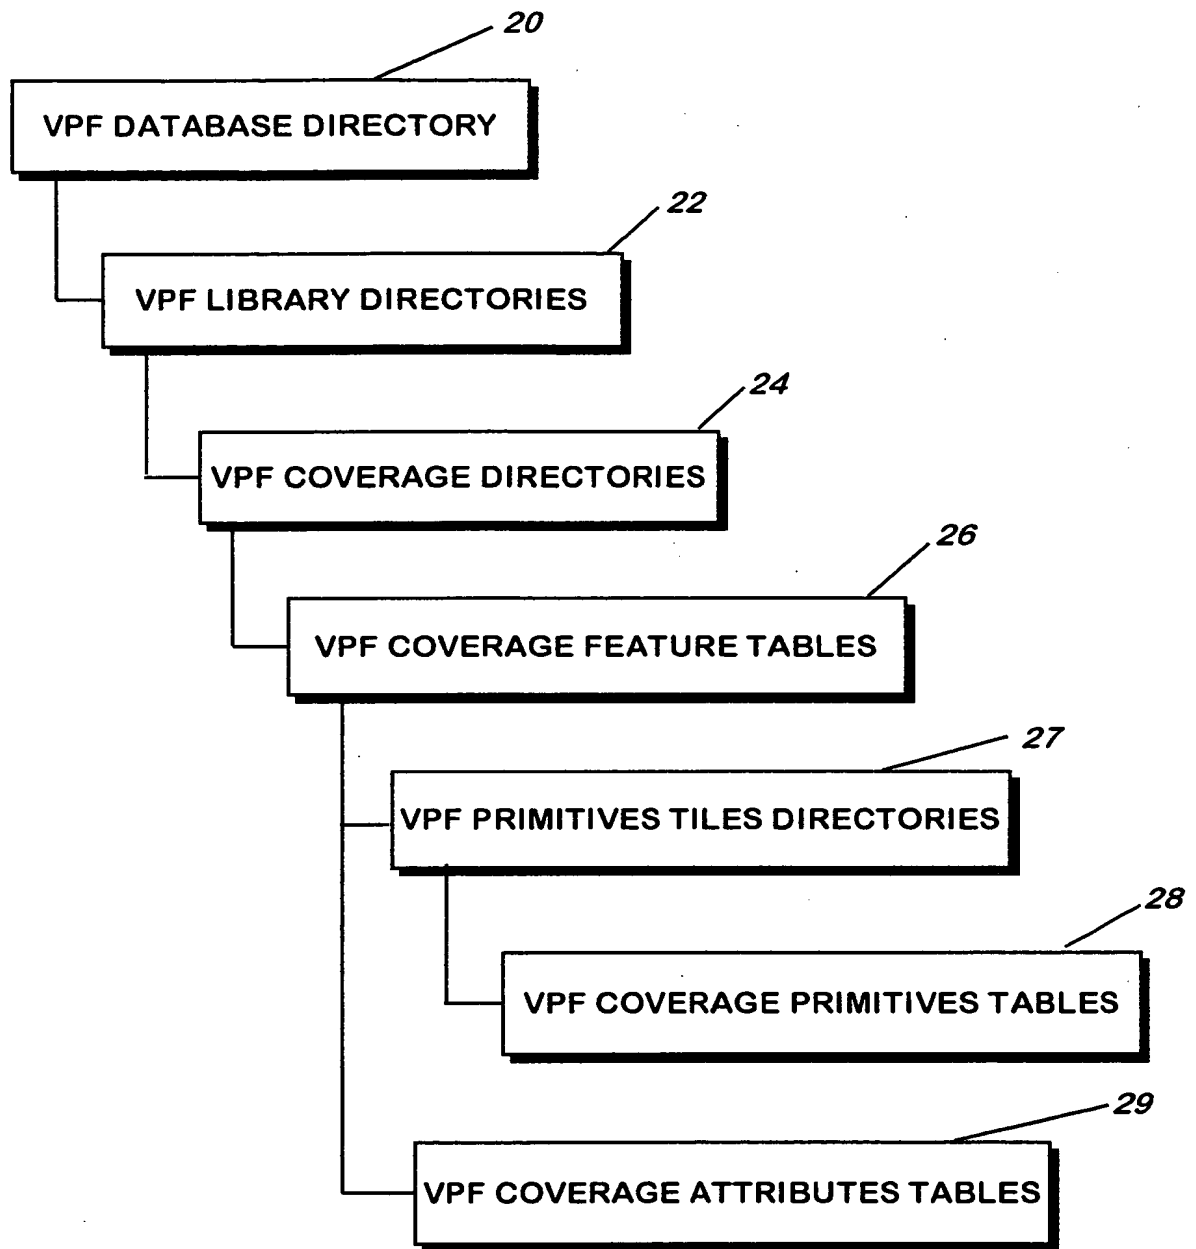 20
VPF DATABASE DIRECTORY
22
VPF LIBRARY DIRECTORIES
24
VPF COVERAGE DIRECTORIES
26
VPF COVERAGE FEATURE TABLES
27
VPF PRIMITIVES TILES DIRECTORIES
28
VPF COVERAGE PRIMITIVES TABLES
29
VPF COVERAGE ATTRIBUTES TABLES